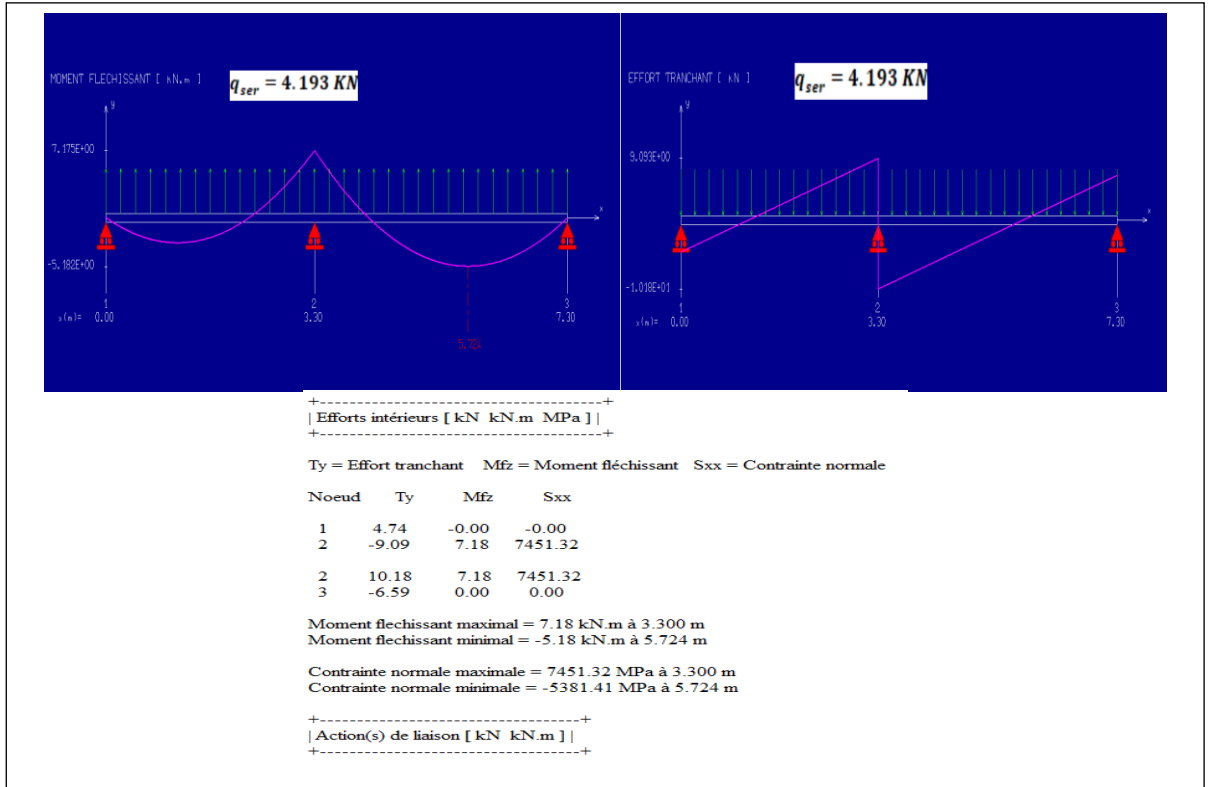 MOMENT FLECHISSANT [ kN.m ]
q_ser = 4.193 KN
y
7.175E+00
x
-5.182E+00
1 2 3
x(m)= 0.00 3.30 7.30
5.724
EFFORT TRANCHANT [ kN ]
q_ser = 4.193 KN
y
9.093E+00
x
-1.018E+01
1 2 3
x(m)= 0.00 3.30 7.30
+--------------------------------------+
| Efforts intérieurs [ kN kN.m MPa ] |
+--------------------------------------+
Ty = Effort tranchant Mfz = Moment fléchissant Sxx = Contrainte normale
Noeud Ty Mfz Sxx
1 4.74 -0.00 -0.00
2 -9.09 7.18 7451.32
2 10.18 7.18 7451.32
3 -6.59 0.00 0.00
Moment flechissant maximal = 7.18 kN.m à 3.300 m
Moment flechissant minimal = -5.18 kN.m à 5.724 m
Contrainte normale maximale = 7451.32 MPa à 3.300 m
Contrainte normale minimale = -5381.41 MPa à 5.724 m
+-----------------------------------+
| Action(s) de liaison [ kN kN.m ] |
+-----------------------------------+